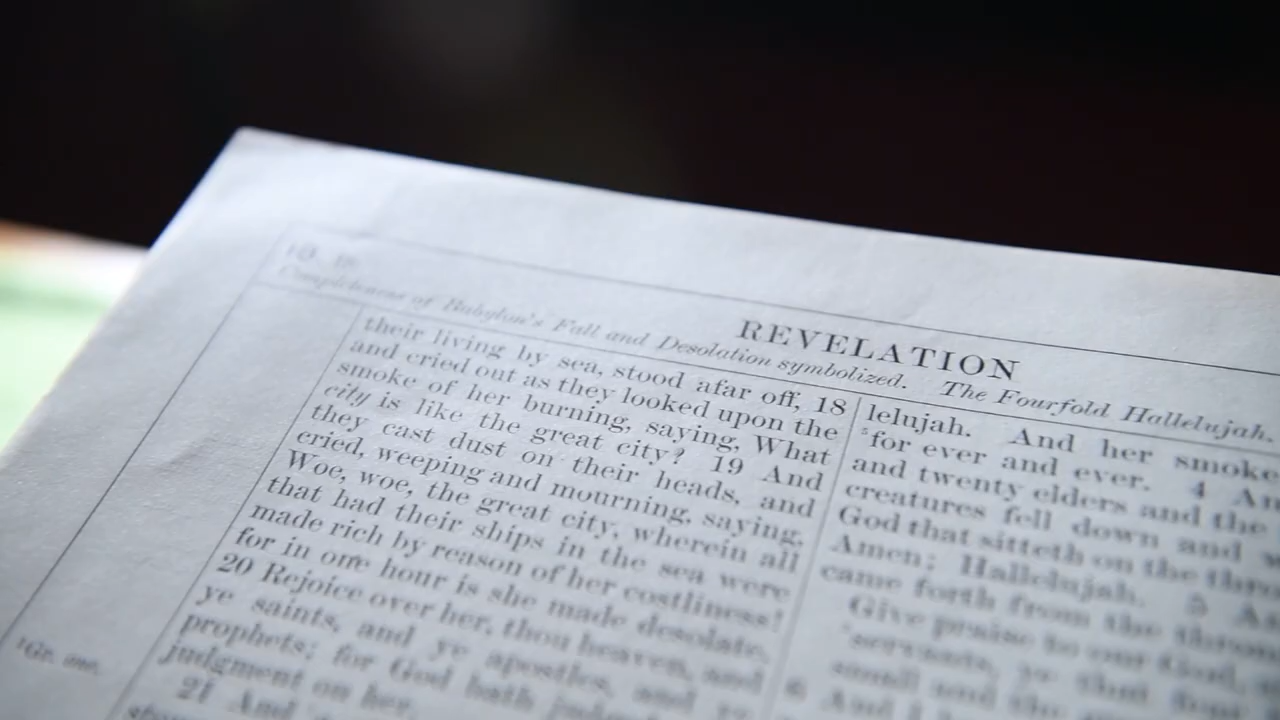 REVELATION
Completeness of Babylon's Fall and Desolation symbolized. The Fourfold Hallelujah.
their living by sea, stood afar off, 18
and cried out as they looked upon the
smoke of her burning, saying, What
city is like the great city? 19 And
they cast dust on their heads, and
cried, weeping and mourning, saying,
Woe, woe, the great city, wherein all
that had their ships in the sea were
made rich by reason of her costliness!
for in one hour is she made desolate.
20 Rejoice over her, thou heaven, and
ye saints, and ye apostles, and ye
prophets; for God hath judged
judgment on her.
21 And
1Gr. one.
lelujah. And her smoke
for ever and ever. 4 An
and twenty elders and the
creatures fell down and w
God that sitteth on the thro
Amen; Hallelujah. 5 An
came forth from the throne
Give praise to our God,
servants, ye that
small and the